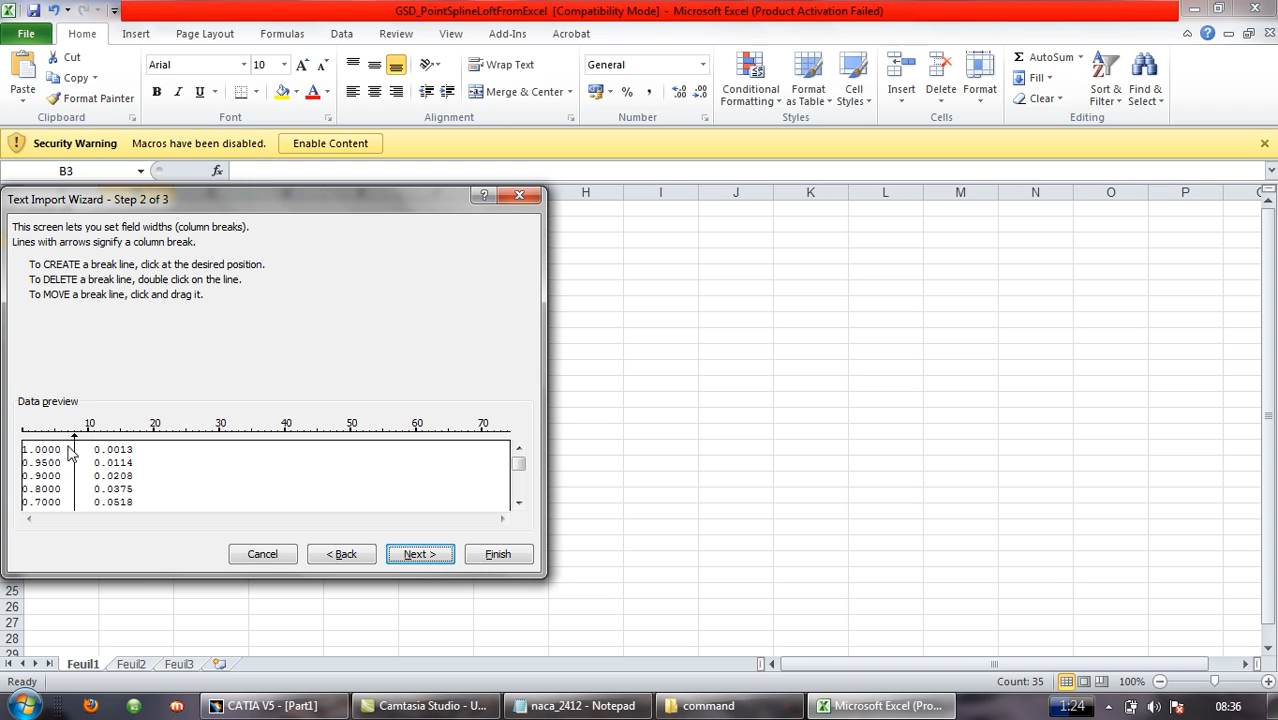 GSD_PointSplineLoftFromExcel [Compatibility Mode] - Microsoft Excel (Product Activation Failed)
File Home Insert Page Layout Formulas Data Review View Add-Ins Acrobat
Paste
Cut
Copy
Format Painter
Clipboard
Arial 10
B I U
Font
Wrap Text
Merge & Center
Alignment
General
%
Number
Conditional Formatting
Format as Table
Cell Styles
Styles
Insert
Delete
Format
Cells
AutoSum
Fill
Clear
Sort & Filter
Find & Select
Editing
Security Warning Macros have been disabled. Enable Content
B3 fx
H I J K L M N O P
Text Import Wizard - Step 2 of 3
This screen lets you set field widths (column breaks).
Lines with arrows signify a column break.
To CREATE a break line, click at the desired position.
To DELETE a break line, double click on the line.
To MOVE a break line, click and drag it.
Data preview
10 20 30 40 50 60 70
1.0000 0.0013
0.9500 0.0114
0.9000 0.0208
0.8000 0.0375
0.7000 0.0518
Cancel < Back Next > Finish
25
26
27
28
29
Feuil1 Feuil2 Feuil3
Ready Count: 35 100%
CATIA V5 - [Part1] Camtasia Studio - U... naca_2412 - Notepad command Microsoft Excel (Pro... 1:24 08:36